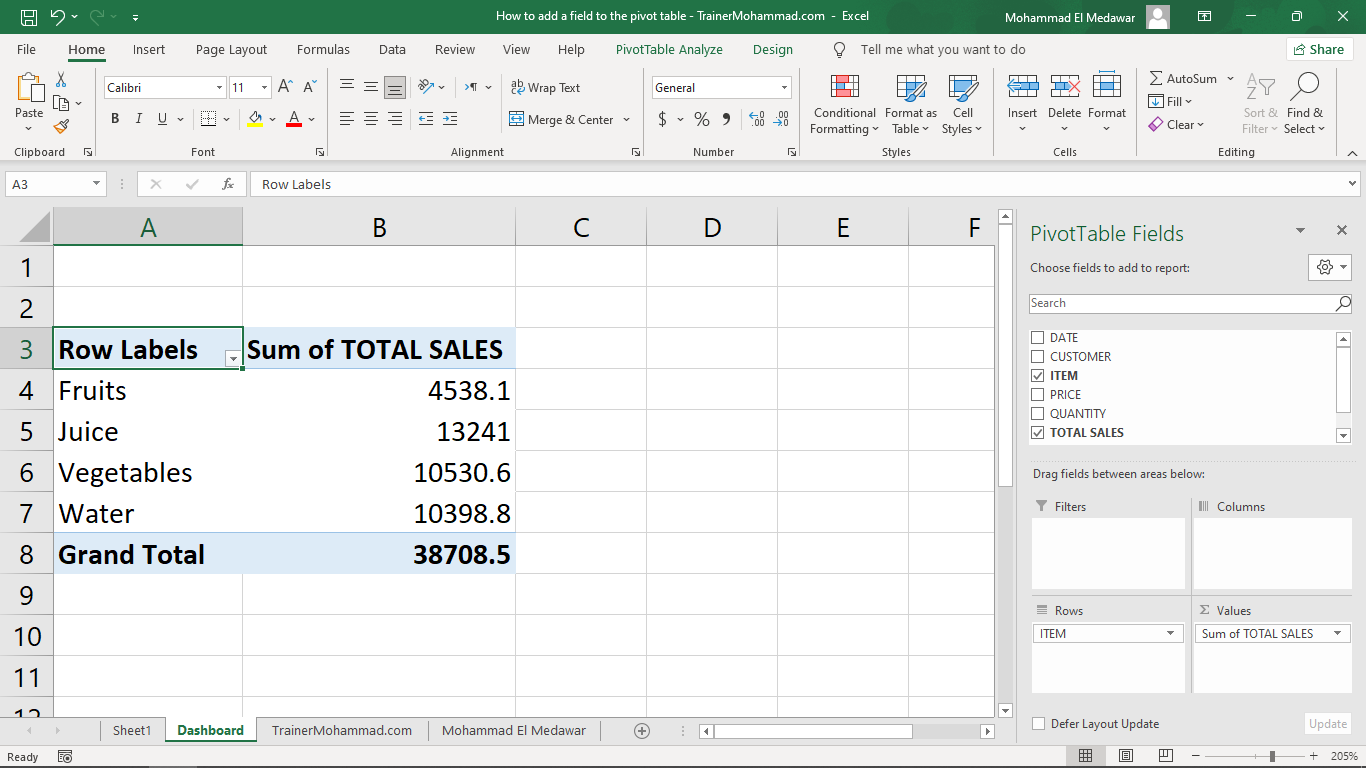 How to add a field to the pivot table - TrainerMohammad.com - Excel
Mohammad El Medawar
File Home Insert Page Layout Formulas Data Review View Help PivotTable Analyze Design Tell me what you want to do Share
Paste
Clipboard
Calibri 11
B I U
A A
Font
Wrap Text
Merge & Center
Alignment
General
$ % 9
Number
Conditional Formatting
Format as Table
Cell Styles
Styles
Insert Delete Format
Cells
AutoSum
Fill
Clear
Sort & Filter
Find & Select
Editing
A3 fx Row Labels
A B C D E F
1
2
3 Row Labels Sum of TOTAL SALES
4 Fruits 4538.1
5 Juice 13241
6 Vegetables 10530.6
7 Water 10398.8
8 Grand Total 38708.5
9
10
11
12
PivotTable Fields
Choose fields to add to report:
Search
DATE
CUSTOMER
ITEM
PRICE
QUANTITY
TOTAL SALES
Drag fields between areas below:
Filters Columns
Rows Σ Values
ITEM Sum of TOTAL SALES
Defer Layout Update Update
Sheet1 Dashboard TrainerMohammad.com Mohammad El Medawar
Ready 205%